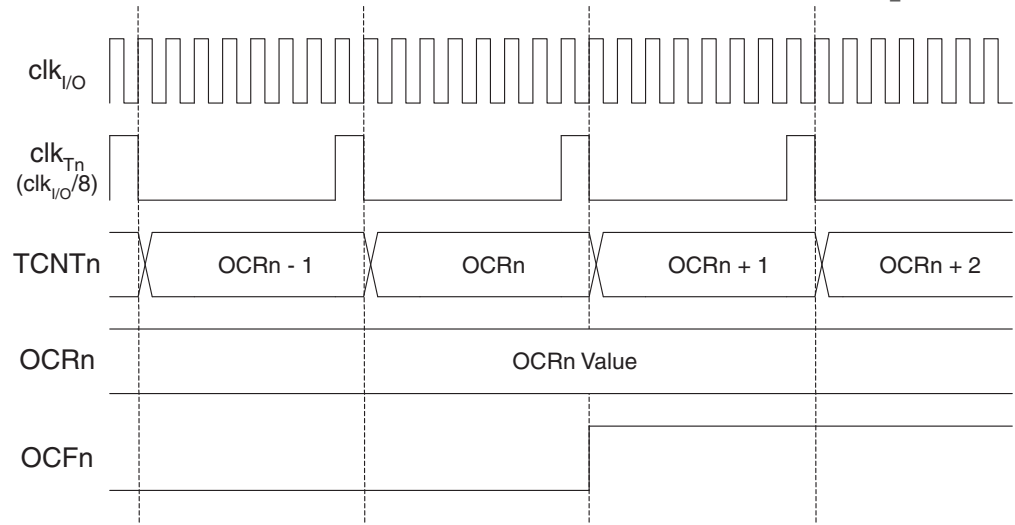 clkI/O
clkTn
(clkI/O/8)
TCNTn
OCRn - 1
OCRn
OCRn + 1
OCRn + 2
OCRn
OCRn Value
OCFn